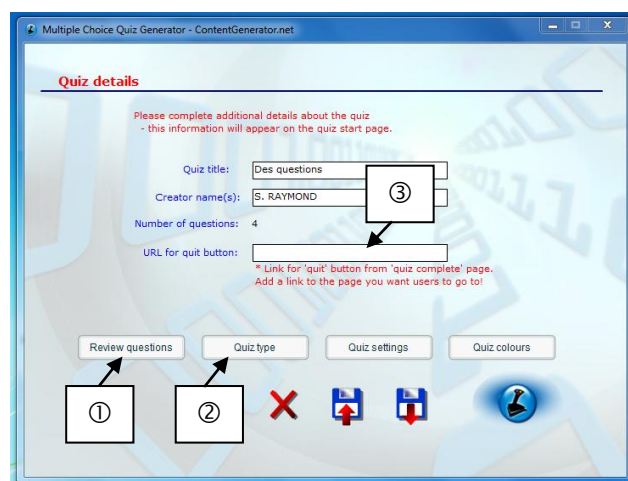 Multiple Choice Quiz Generator - ContentGenerator.net
Quiz details
Please complete additional details about the quiz
- this information will appear on the quiz start page.
Quiz title: Des questions
Creator name(s): S. RAYMOND
③
Number of questions: 4
URL for quit button:
* Link for 'quit' button from 'quiz complete' page.
Add a link to the page you want users to go to!
Review questions Quiz type Quiz settings Quiz colours
① ②